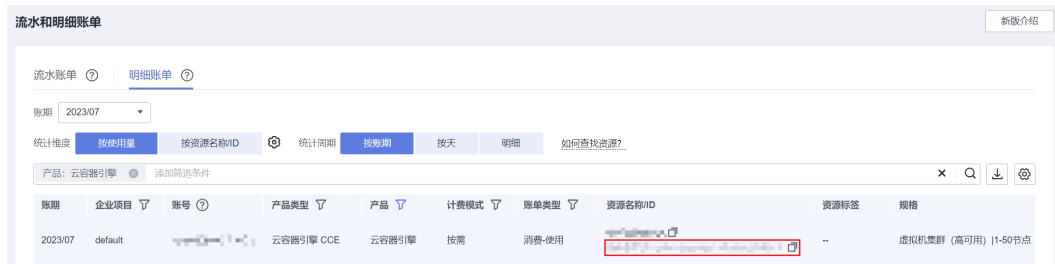 流水和明细账单
新版介绍
流水账单 ? 明细账单 ?
账期 2023/07
统计维度 按使用量 按资源名称/ID 统计周期 按账期 按天 明细 如何查找资源?
产品：云容器引擎 添加筛选条件
账期 企业项目 账号 ? 产品类型 产品 计费模式 账单类型 资源名称/ID 资源标签 规格
2023/07 default 云容器引擎 CCE 云容器引擎 按需 消费-使用 -- 虚拟机集群（高可用）|1-50节点